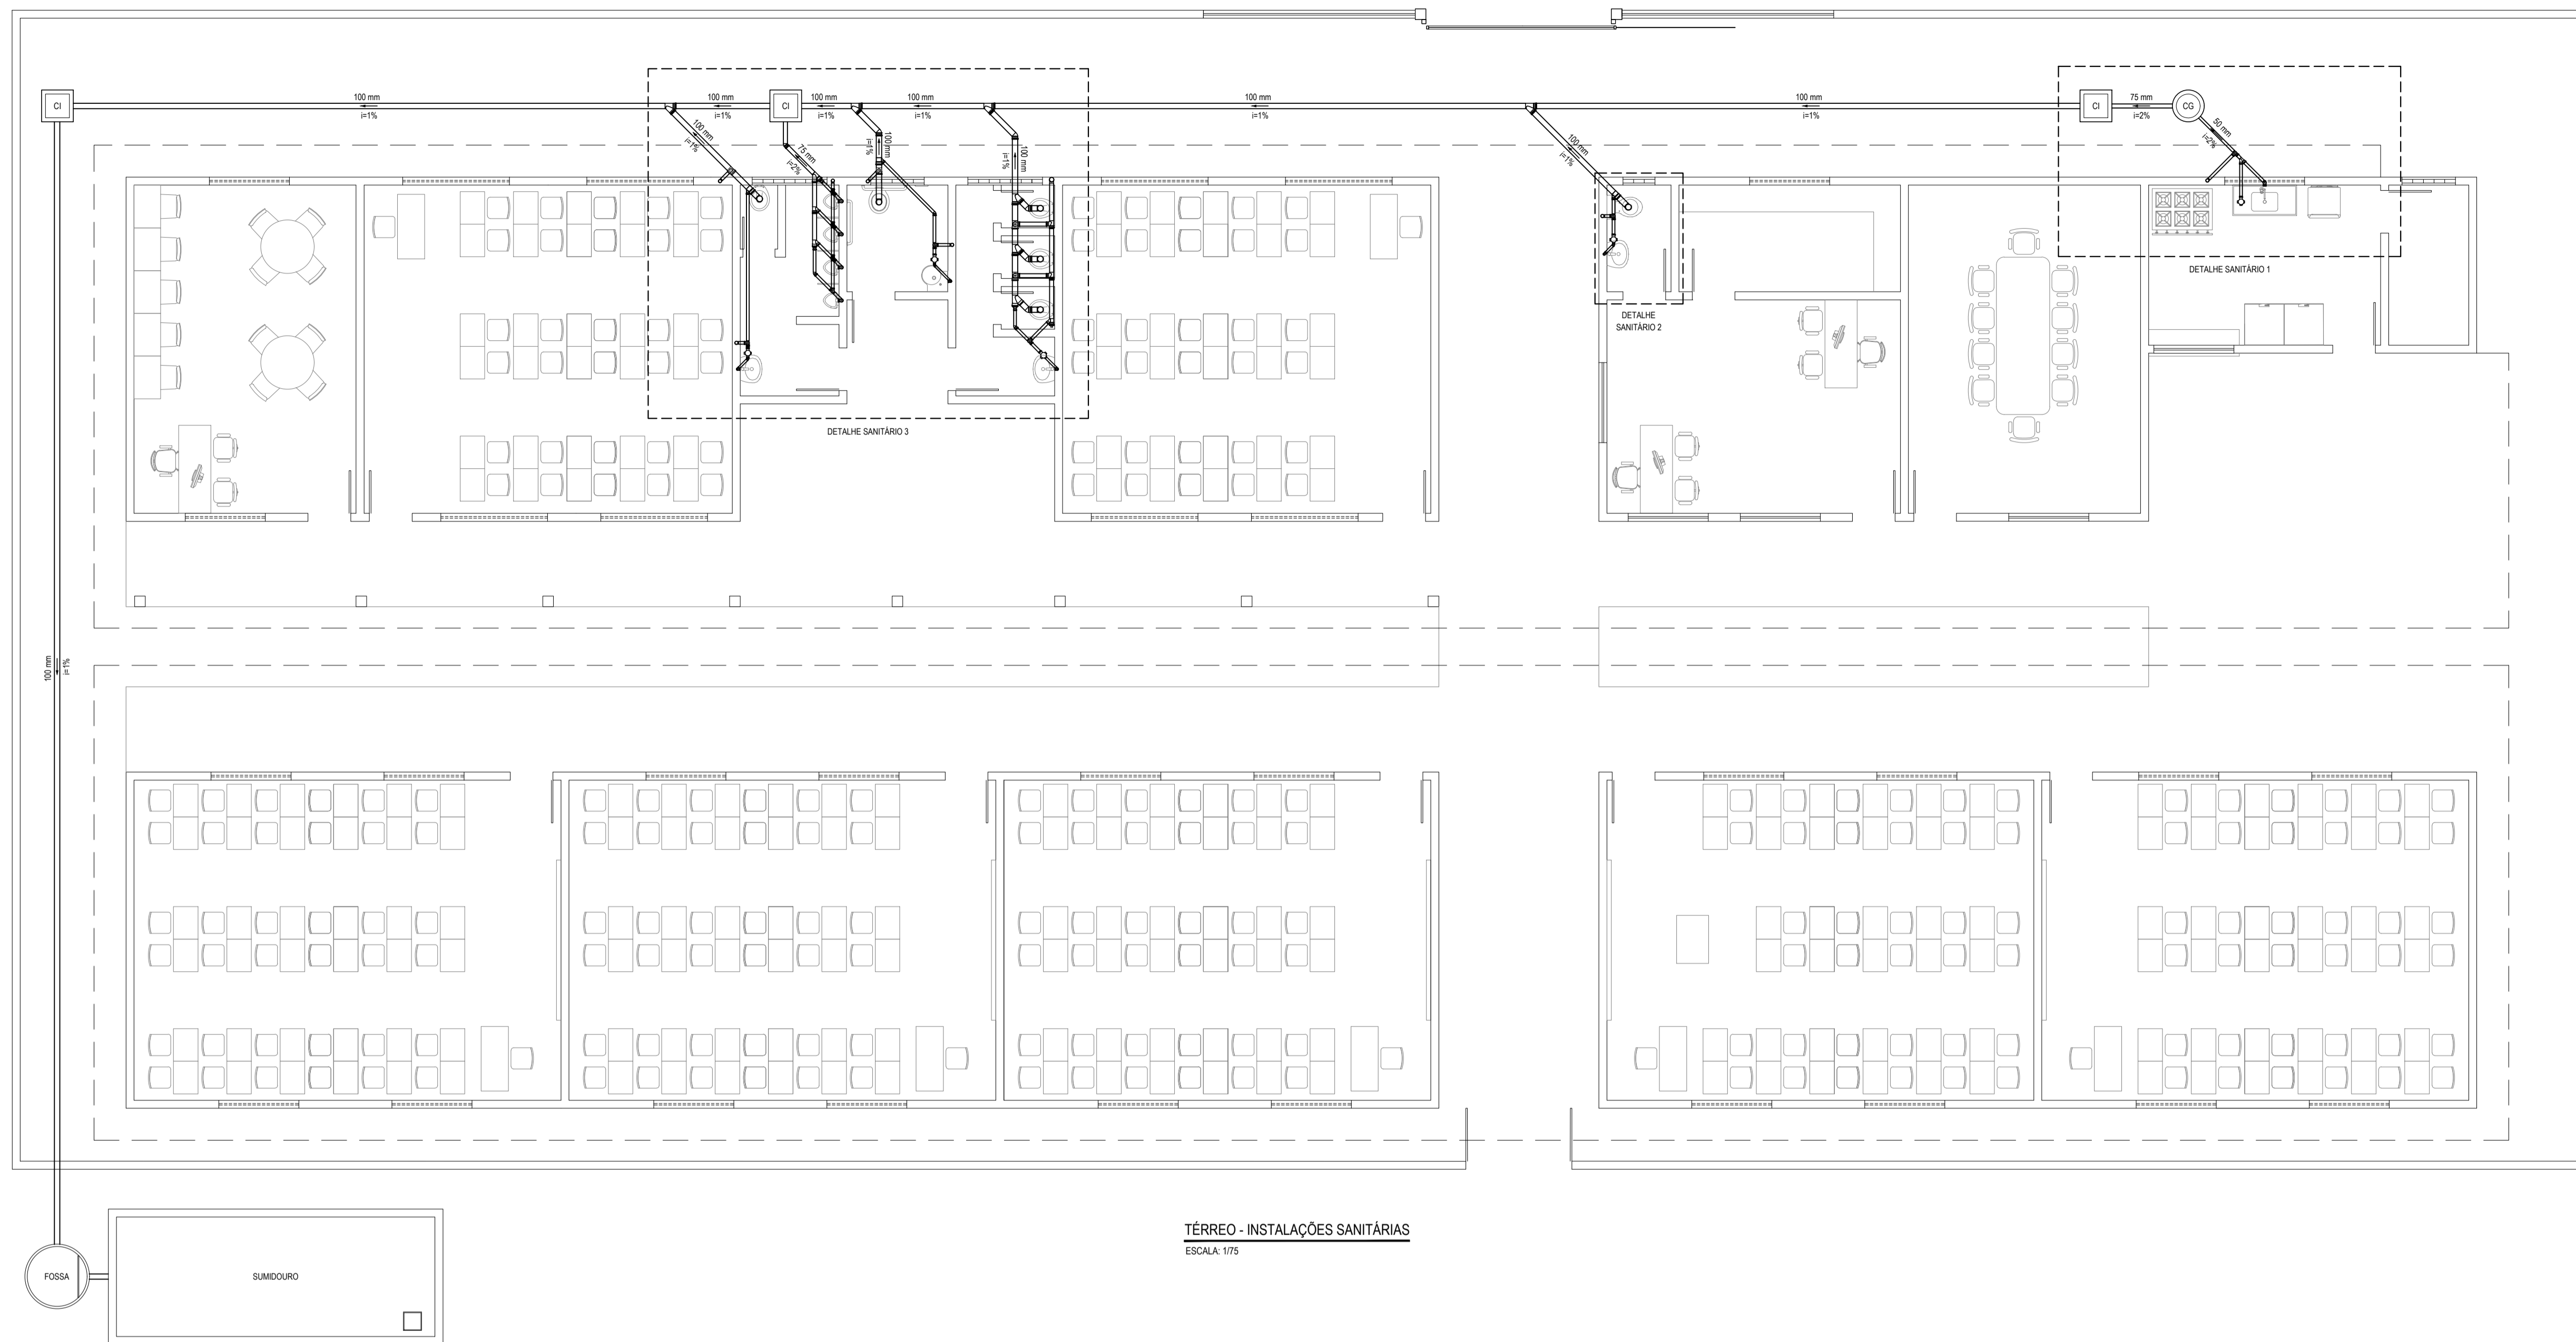 100 mm
100 mm
100 mm
100 mm
100 mm
100 mm
75 mm
CI
CI
CI
CG
i=1%
i=1%
i=1%
i=1%
i=1%
i=1%
i=2%
100 mm
i=1%
75 mm
i=2%
100 mm
i=1%
100 mm
i=1%
100 mm
i=1%
50 mm
i=2%
DETALHE SANITÁRIO 1
DETALHE
SANITÁRIO 2
DETALHE SANITÁRIO 3
100 mm
i=1%
TÉRREO - INSTALAÇÕES SANITÁRIAS
ESCALA: 1/75
FOSSA
SUMIDOURO